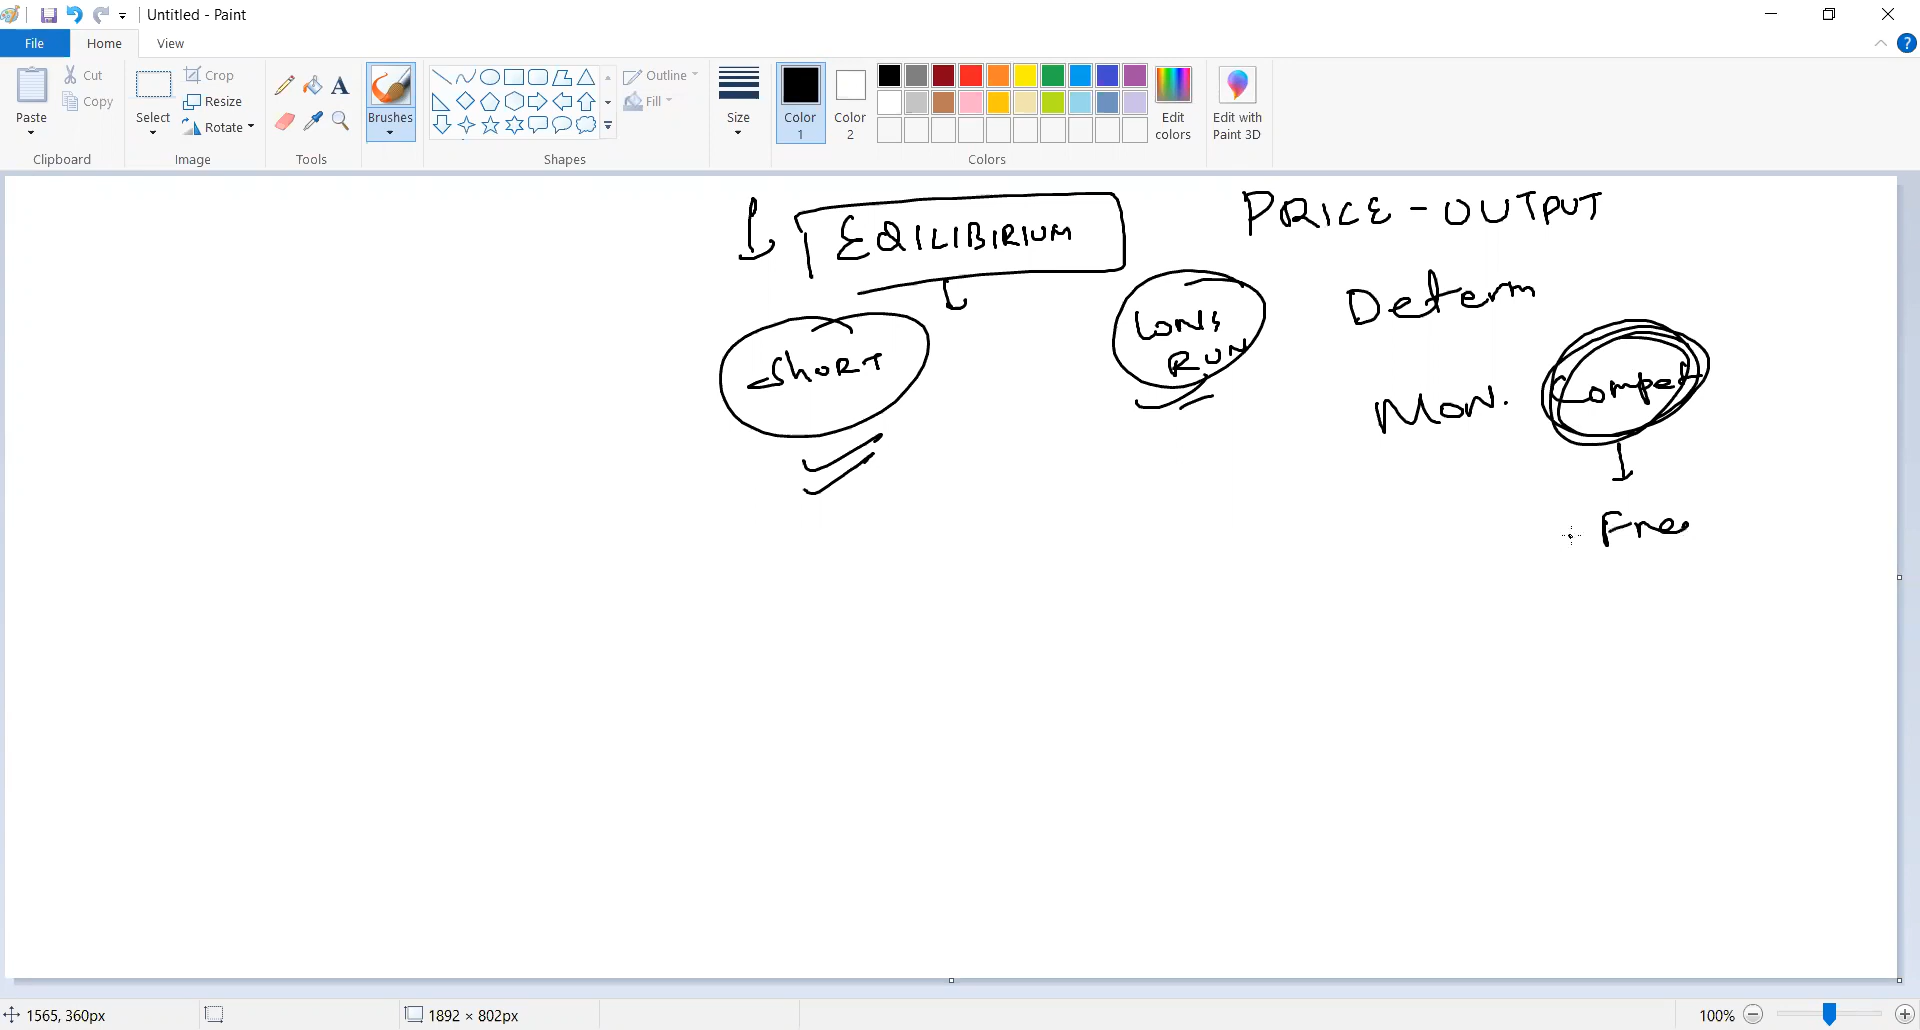 Untitled - Paint
File Home View
Cut
Copy
Paste
Clipboard
Crop
Resize
Rotate
Select
Image
Tools
Brushes
Outline
Fill
Shapes
Size
Color 1
Color 2
Edit colors
Edit with Paint 3D
Colors
EQILIBIRIUM
PRICE - OUTPUT
Determ
SHORT
LONG
RUN
Mon. Compet
Free
1565, 360px
1892 × 802px
100%